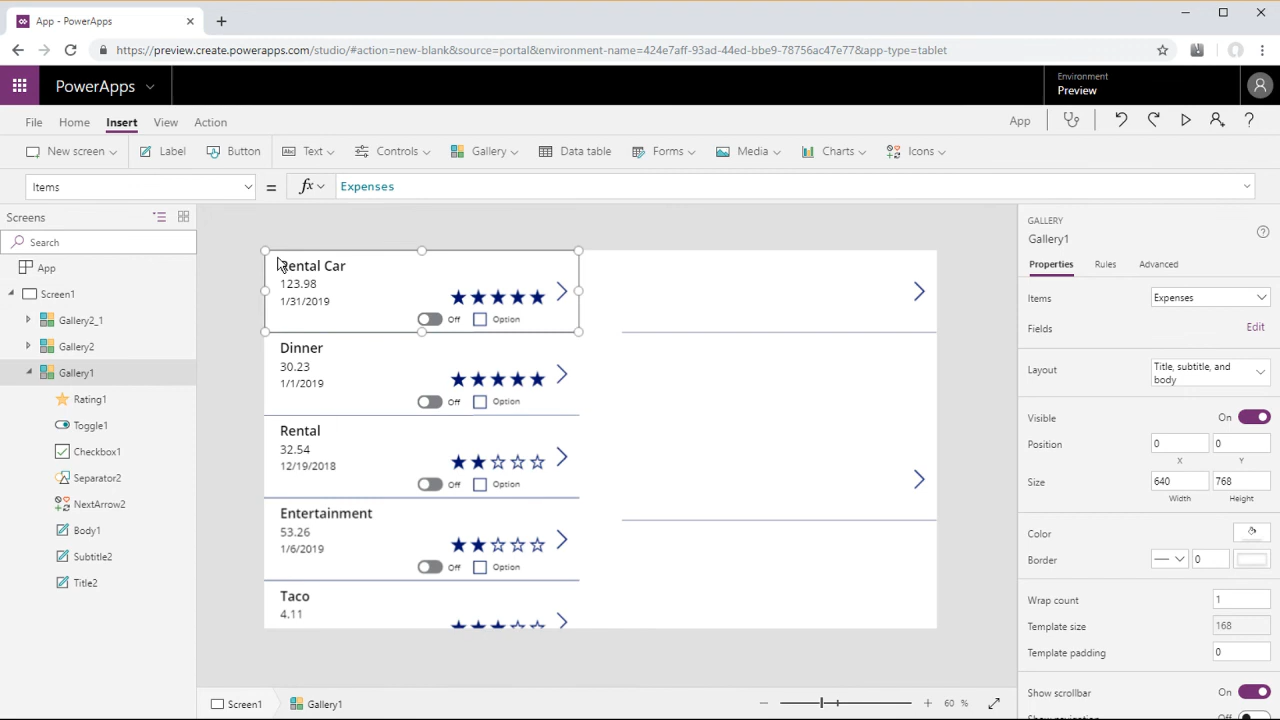 App - PowerApps
https://preview.create.powerapps.com/studio/#action=new-blank&source=portal&environment-name=424e7aff-93ad-44ed-bbe9-78756ac47e77&app-type=tablet
PowerApps
Environment
Preview
File Home Insert View Action
App
New screen Label Button Text Controls Gallery Data table Forms Media Charts Icons
Items = fx Expenses
Screens
Search
App
Screen1
Gallery2_1
Gallery2
Gallery1
Rating1
Toggle1
Checkbox1
Separator2
NextArrow2
Body1
Subtitle2
Title2
Rental Car
123.98
1/31/2019
Off Option
Dinner
30.23
1/1/2019
Off Option
Rental
32.54
12/19/2018
Off Option
Entertainment
53.26
1/6/2019
Off Option
Taco
4.11
Screen1 Gallery1
60 %
GALLERY
Gallery1
Properties Rules Advanced
Items Expenses
Fields Edit
Layout Title, subtitle, and
body
Visible On
Position 0 0
X Y
Size 640 768
Width Height
Color
Border 0
Wrap count 1
Template size 168
Template padding 0
Show scrollbar On